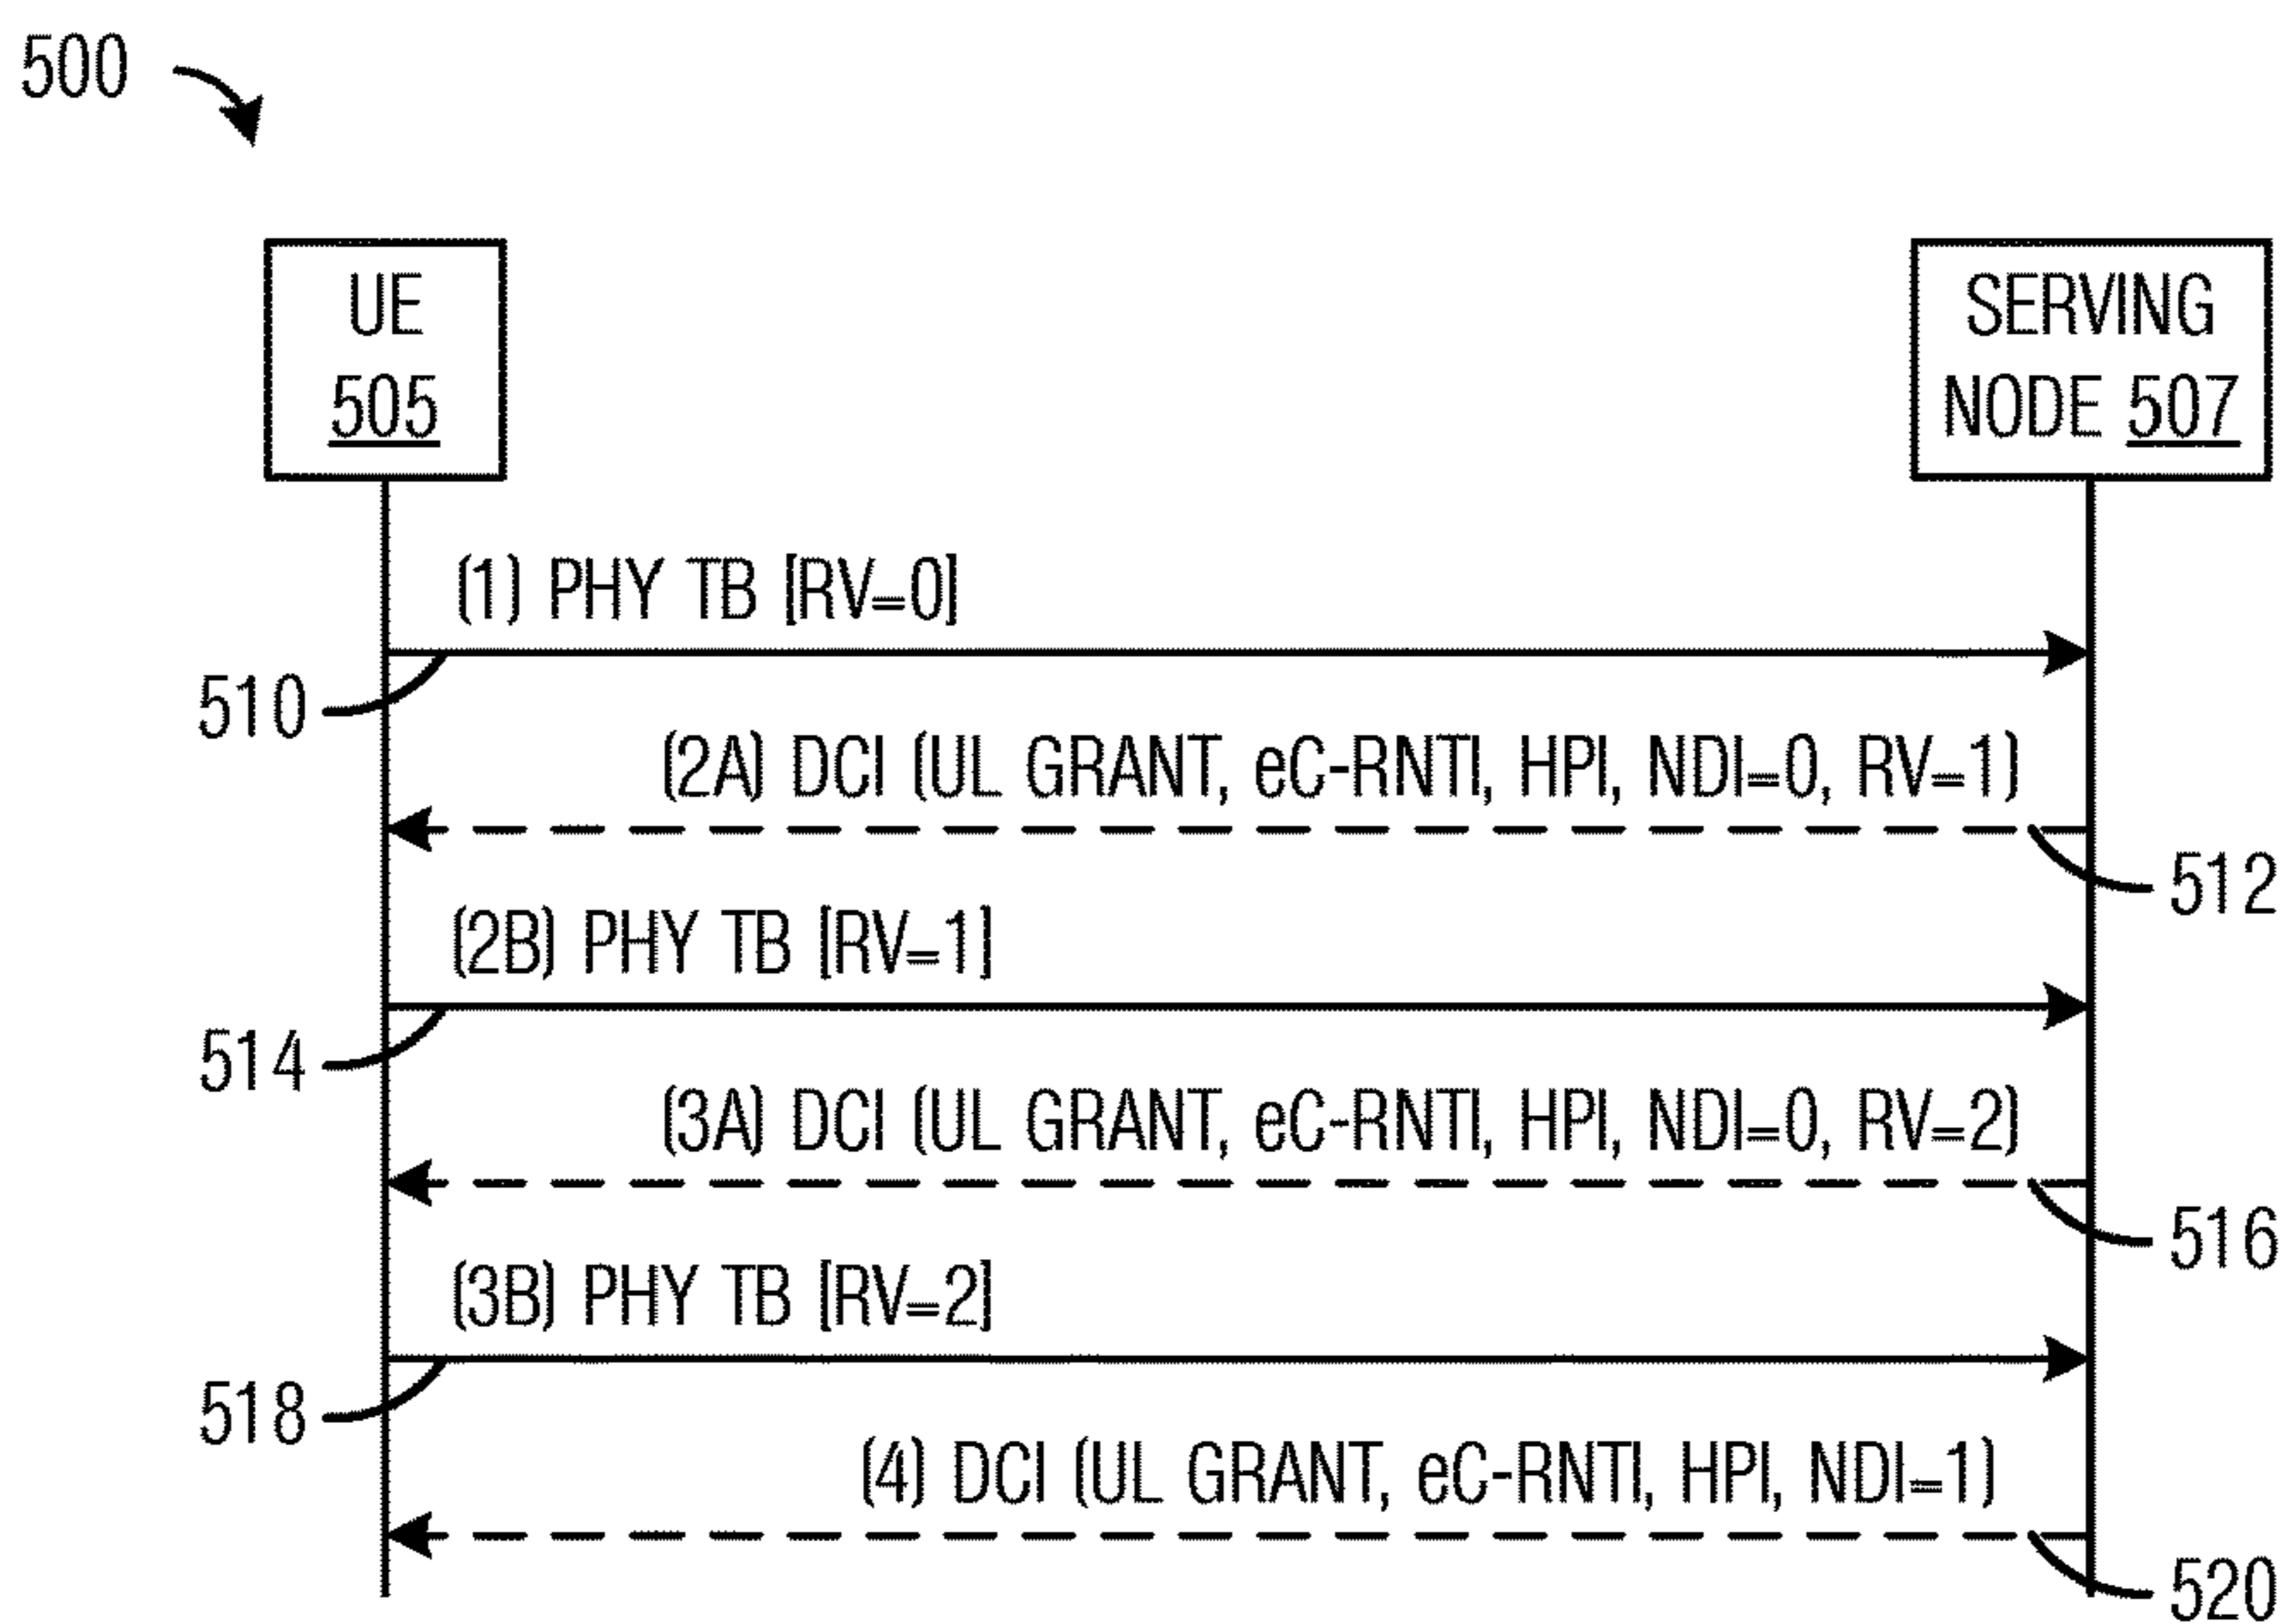 500
UE
505
SERVING
NODE 507
(1) PHY TB [RV=0]
510
(2A) DCI (UL GRANT, eC-RNTI, HPI, NDI=0, RV=1)
512
(2B) PHY TB [RV=1]
514
(3A) DCI (UL GRANT, eC-RNTI, HPI, NDI=0, RV=2)
516
(3B) PHY TB [RV=2]
518
(4) DCI (UL GRANT, eC-RNTI, HPI, NDI=1)
520